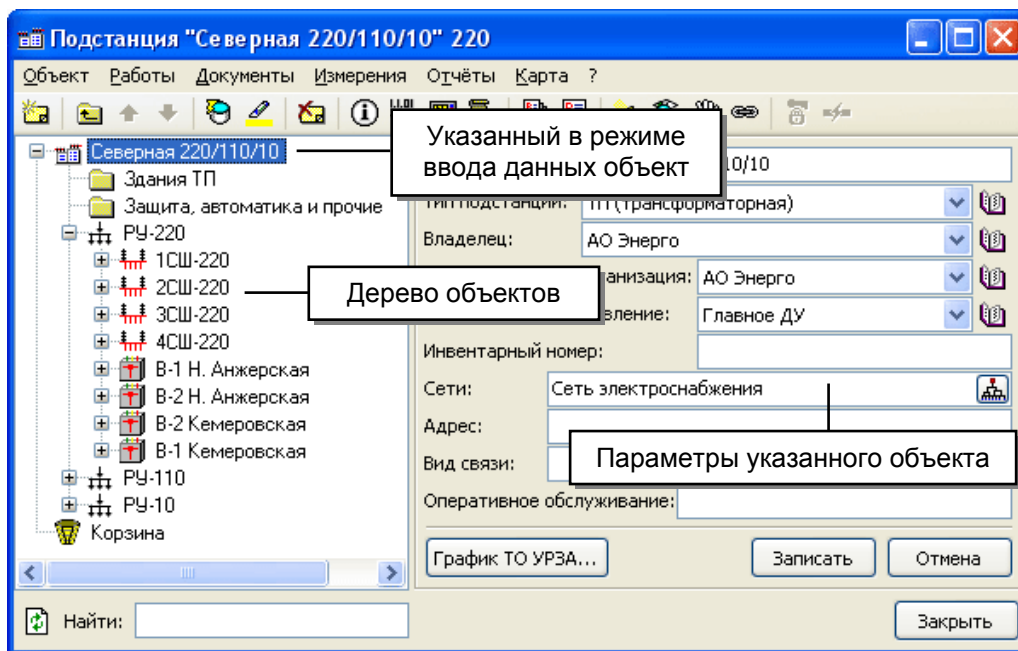 Подстанция "Северная 220/110/10" 220
Объект Работы Документы Измерения Отчёты Карта ?
Указанный в режиме
ввода данных объект
Северная 220/110/10
Здания ТП
Защита, автоматика и прочие
РУ-220
1СШ-220
2СШ-220
3СШ-220
4СШ-220
В-1 Н. Анжерская
В-2 Н. Анжерская
В-2 Кемеровская
В-1 Кемеровская
РУ-110
РУ-10
Корзина
Дерево объектов
0/10
Тип подстанции: ТП (трансформаторная)
Владелец: АО Энерго
анизация: АО Энерго
вление: Главное ДУ
Инвентарный номер:
Сети: Сеть электроснабжения
Адрес:
Параметры указанного объекта
Вид связи:
Оперативное обслуживание:
График ТО УРЗА... Записать Отмена
Найти: Закрыть